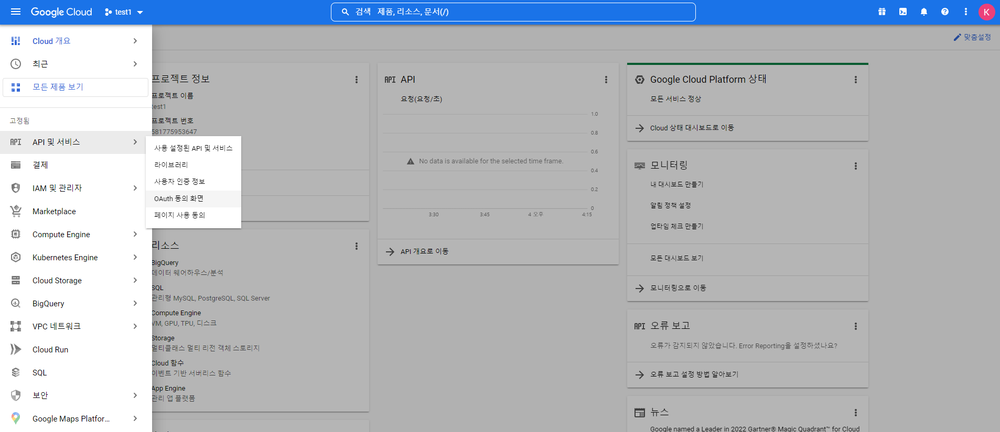 Google Cloud
test1
검색 제품, 리소스, 문서(/)
K
맞춤설정
Cloud 개요
최근
모든 제품 보기
고정됨
API API 및 서비스
결제
IAM 및 관리자
Marketplace
Compute Engine
Kubernetes Engine
Cloud Storage
BigQuery
VPC 네트워크
Cloud Run
SQL
보안
Google Maps Platfor...
사용 설정된 API 및 서비스
라이브러리
사용자 인증 정보
OAuth 동의 화면
페이지 사용 동의
프로젝트 정보
프로젝트 이름
test1
프로젝트 번호
581775953647
리소스
BigQuery
데이터 웨어하우스/분석
SQL
관리형 MySQL, PostgreSQL, SQL Server
Compute Engine
VM, GPU, TPU, 디스크
Storage
멀티클래스 멀티 리전 객체 스토리지
Cloud 함수
이벤트 기반 서버리스 함수
App Engine
관리 앱 플랫폼
API API
요청(요청/초)
1.0
0.8
0.6
No data is available for the selected time frame.
0.4
0.2
0
3:30 3:45 4 오후 4:15
API 개요로 이동
Google Cloud Platform 상태
모든 서비스 정상
Cloud 상태 대시보드로 이동
모니터링
내 대시보드 만들기
알림 정책 설정
업타임 체크 만들기
모든 대시보드 보기
모니터링으로 이동
API 오류 보고
오류가 감지되지 않았습니다. Error Reporting을 설정하셨나요?
오류 보고 설정 방법 알아보기
뉴스
Google named a Leader in 2022 Gartner® Magic Quadrant™ for Cloud